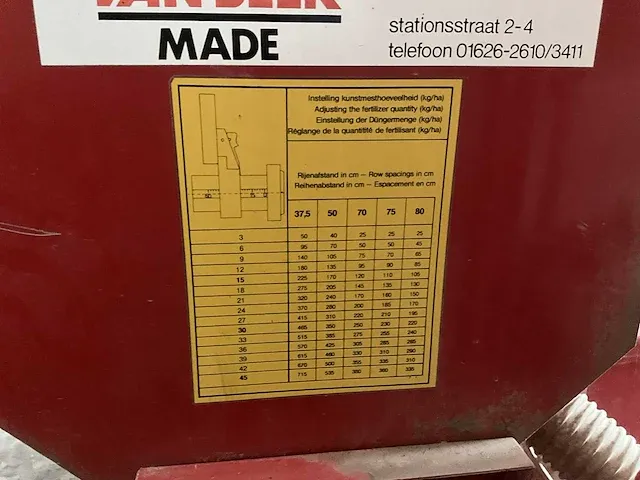 VAN BEEK
MADE
stationsstraat 2-4
telefoon 01626-2610/3411
Instelling kunstmesthoeveelheid (kg/ha)
Adjusting the fertilizer quantity (kg/ha)
Einstellung der Düngermenge (kg/ha)
Réglange de la quantitité de fertilisant (kg/ha)
Rijenafstand in cm — Row spacings in cm
Reihenabstand in cm — Espacement en cm
37,5 50 70 75 80
3 50 40 25 25 25
6 95 70 50 50 45
9 140 105 75 70 65
12 180 135 95 90 85
15 225 170 120 110 105
18 275 205 145 135 130
21 320 240 170 160 150
24 370 280 200 185 170
27 415 310 220 210 195
30 465 350 250 230 220
33 515 385 275 255 240
36 570 425 305 285 265
39 615 460 330 310 290
42 670 500 355 335 310
45 715 535 380 360 335